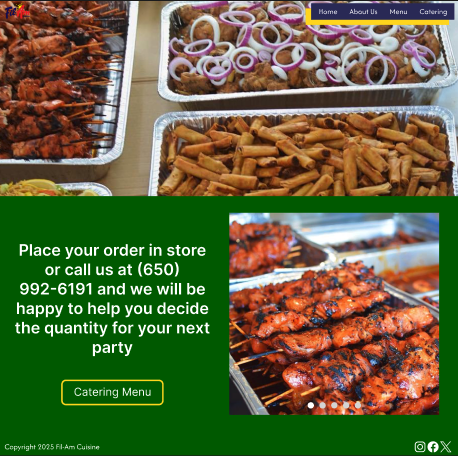 Home About Us Menu Catering
Place your order in store
or call us at (650)
992-6191 and we will be
happy to help you decide
the quantity for your next
party
Catering Menu
Copyright 2025 Fil-Am Cuisine